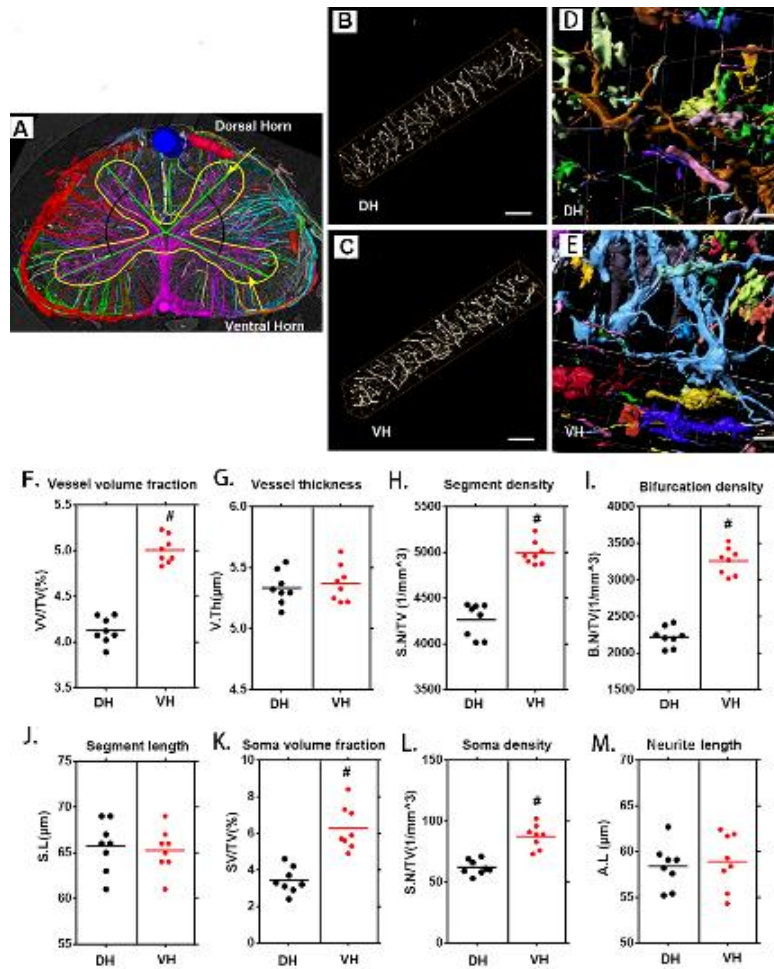 A
Dorsal Horn
Ventral Horn
B
DH
C
VH
D
DH
E
VH
F.
Vessel volume fraction
VV/TV(%)
5.5
5.0
4.5
4.0
3.5
#
DH
VH
G.
Vessel thickness
V.Th(μm)
6.0
5.5
5.0
4.5
DH
VH
H.
Segment density
S.N/TV (1/mm^3)
5500
5000
4500
4000
3500
#
DH
VH
I.
Bifurcation density
B.N/TV(1/mm^3)
4000
3500
3000
2500
2000
1500
#
DH
VH
J.
Segment length
S.L(μm)
75
70
65
60
55
DH
VH
K.
Soma volume fraction
SV/TV(%)
10
8
6
4
2
0
#
DH
VH
L.
Soma density
S.N/TV(1/mm^3)
150
100
50
0
#
DH
VH
M.
Neurite length
A.L (μm)
70
65
60
55
50
DH
VH